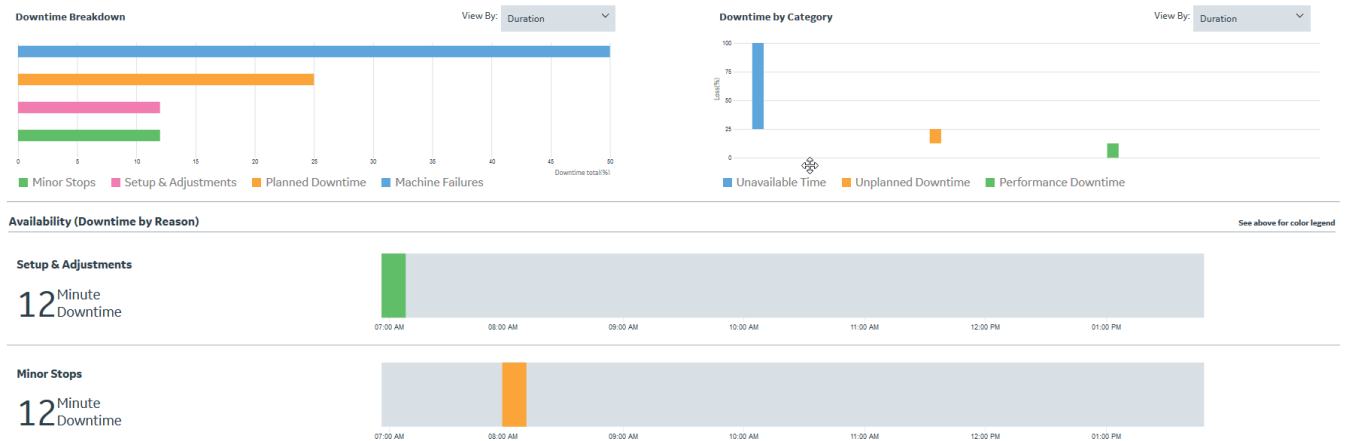 Downtime Breakdown
View By: Duration
0 5 10 15 20 25 30 35 40 45 50
Downtime total(%)
Minor Stops Setup & Adjustments Planned Downtime Machine Failures
Downtime by Category
View By: Duration
Loss(%)
100
75
50
25
0
Unavailable Time Unplanned Downtime Performance Downtime
Availability (Downtime by Reason)
See above for color legend
Setup & Adjustments
12 Minute
Downtime
07:00 AM 08:00 AM 09:00 AM 10:00 AM 11:00 AM 12:00 PM 01:00 PM
Minor Stops
12 Minute
Downtime
07:00 AM 08:00 AM 09:00 AM 10:00 AM 11:00 AM 12:00 PM 01:00 PM